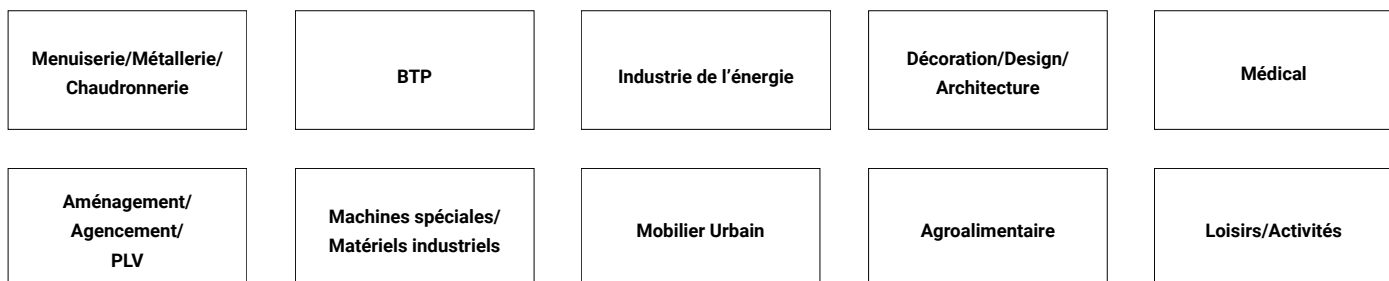 Menuiserie/Métallerie/
Chaudronnerie
BTP
Industrie de l’énergie
Décoration/Design/
Architecture
Médical
Aménagement/
Agencement/
PLV
Machines spéciales/
Matériels industriels
Mobilier Urbain
Agroalimentaire
Loisirs/Activités